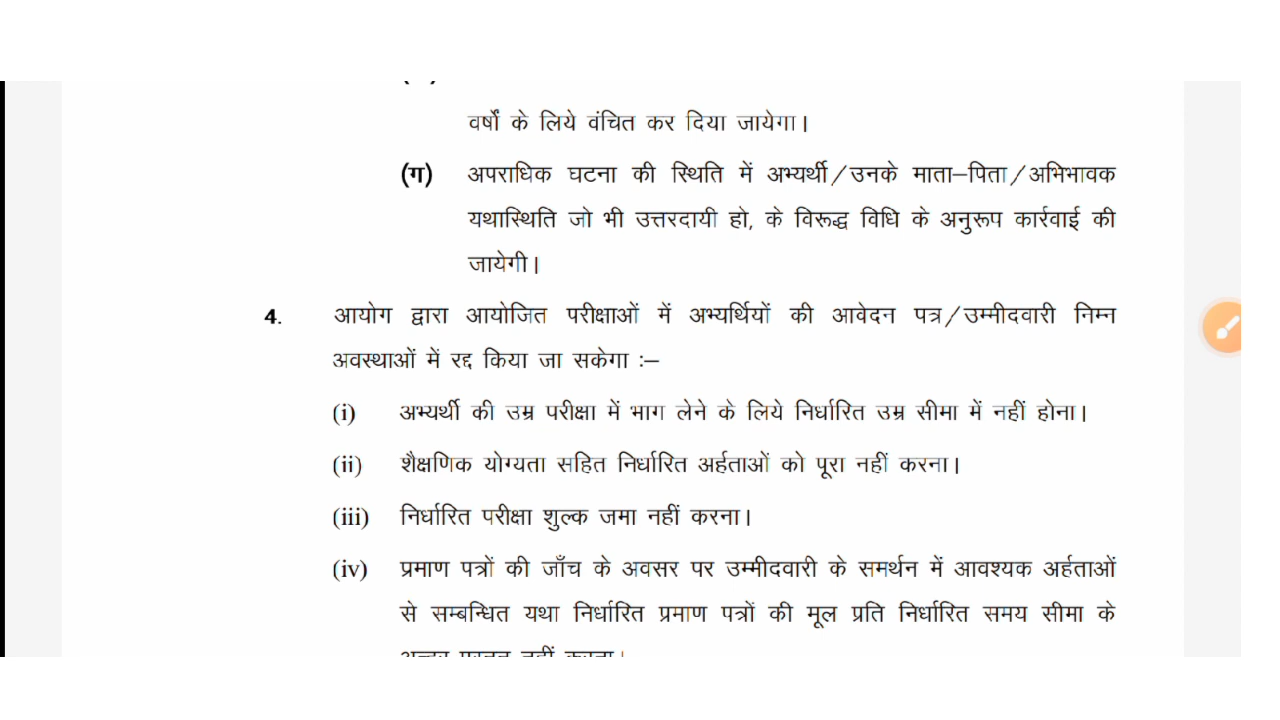 वर्षों के लिये वंचित कर दिया जायेगा।
(ग) अपराधिक घटना की स्थिति में अभ्यर्थी/उनके माता–पिता/अभिभावक
यथास्थिति जो भी उत्तरदायी हो, के विरूद्ध विधि के अनुरूप कार्रवाई की
जायेगी।
4. आयोग द्वारा आयोजित परीक्षाओं में अभ्यर्थियों की आवेदन पत्र/उम्मीदवारी निम्न
अवस्थाओं में रद्द किया जा सकेगा :–
(i) अभ्यर्थी की उम्र परीक्षा में भाग लेने के लिये निर्धारित उम्र सीमा में नहीं होना।
(ii) शैक्षणिक योग्यता सहित निर्धारित अर्हताओं को पूरा नहीं करना।
(iii) निर्धारित परीक्षा शुल्क जमा नहीं करना।
(iv) प्रमाण पत्रों की जाँच के अवसर पर उम्मीदवारी के समर्थन में आवश्यक अर्हताओं
से सम्बन्धित यथा निर्धारित प्रमाण पत्रों की मूल प्रति निर्धारित समय सीमा के
नहीं करना।